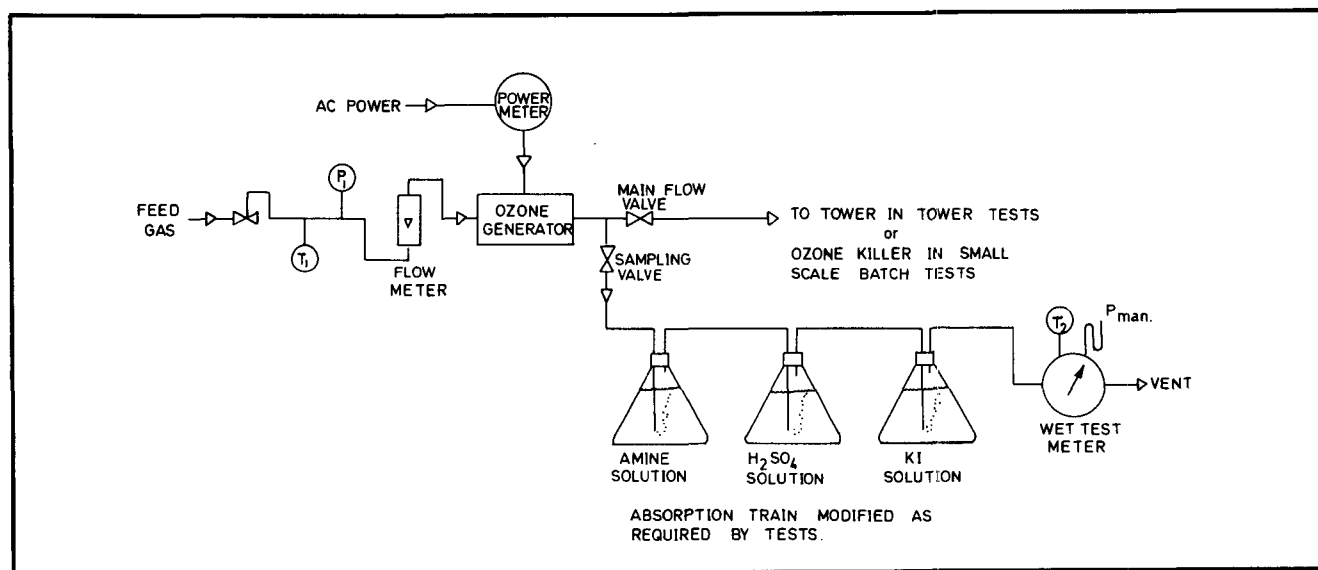 AC POWER
POWER
METER
P1
FEED
GAS
T1
FLOW
METER
OZONE
GENERATOR
MAIN FLOW
VALVE
SAMPLING
VALVE
TO TOWER IN TOWER TESTS
or
OZONE KILLER IN SMALL
SCALE BATCH TESTS
T2
Pman.
VENT
WET TEST
METER
AMINE
SOLUTION
H2SO4
SOLUTION
KI
SOLUTION
ABSORPTION TRAIN MODIFIED AS
REQUIRED BY TESTS.